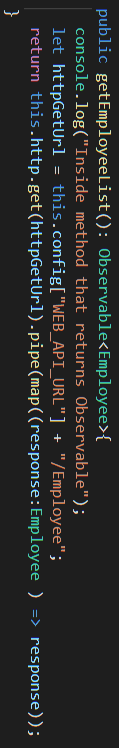 public getEmployeeList(): Observable<Employee>{
console.log("Inside method that returns Observable");
let httpGetUrl = this.config["WEB_API_URL"] + "/Employee";
return this.http.get(httpGetUrl).pipe(map((response:Employee ) => response));
}